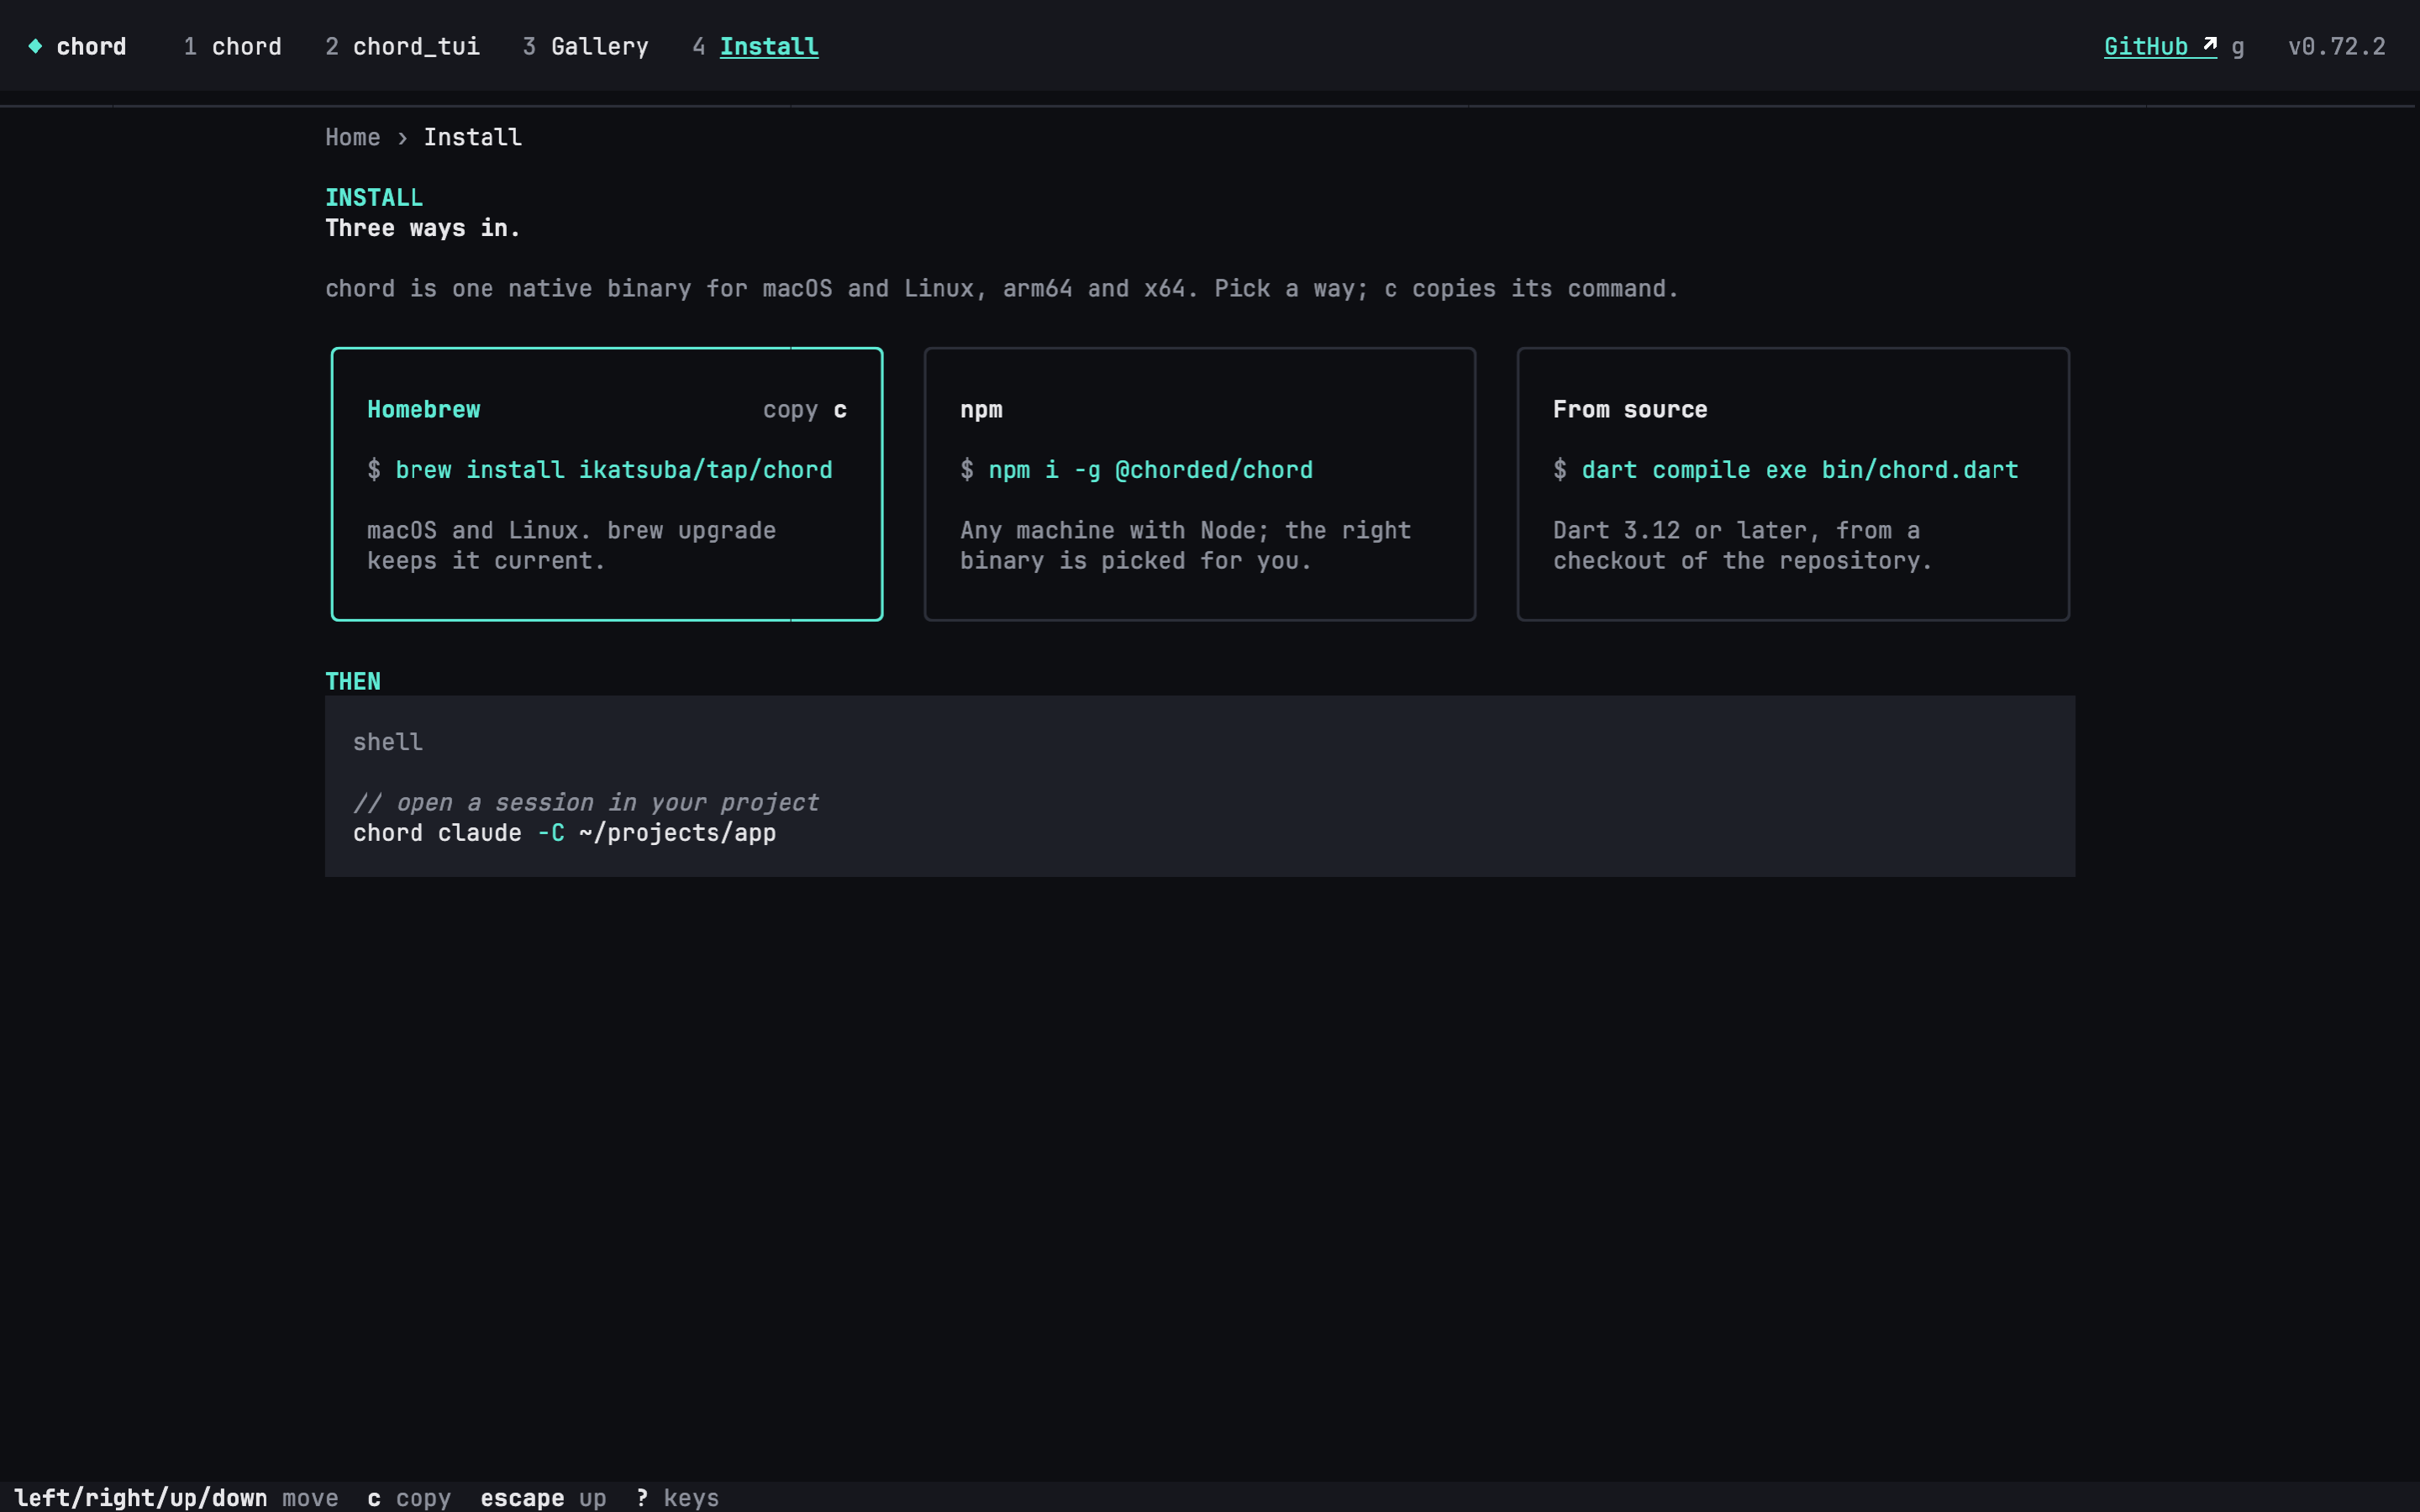 ◆ chord 1 chord 2 chord_tui 3 Gallery 4 Install GitHub ↗ g v0.72.2
Home › Install
INSTALL
Three ways in.
chord is one native binary for macOS and Linux, arm64 and x64. Pick a way; c copies its command.
Homebrew copy c
$ brew install ikatsuba/tap/chord
macOS and Linux. brew upgrade
keeps it current.
npm
$ npm i -g @chorded/chord
Any machine with Node; the right
binary is picked for you.
From source
$ dart compile exe bin/chord.dart
Dart 3.12 or later, from a
checkout of the repository.
THEN
shell
// open a session in your project
chord claude -C ~/projects/app
left/right/up/down move c copy escape up ? keys